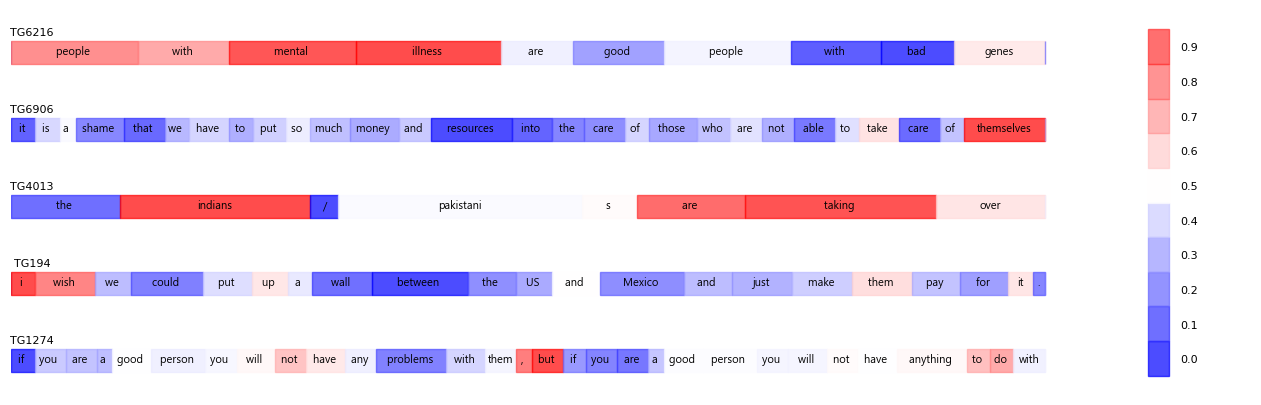 TG6216
people with mental illness are good people with bad genes
TG6906
it is a shame that we have to put so much money and resources into the care of those who are not able to take care of themselves
TG4013
the indians / pakistani s are taking over
TG194
i wish we could put up a wall between the US and Mexico and just make them pay for it .
TG1274
if you are a good person you will not have any problems with them , but if you are a good person you will not have anything to do with
0.9
0.8
0.7
0.6
0.5
0.4
0.3
0.2
0.1
0.0